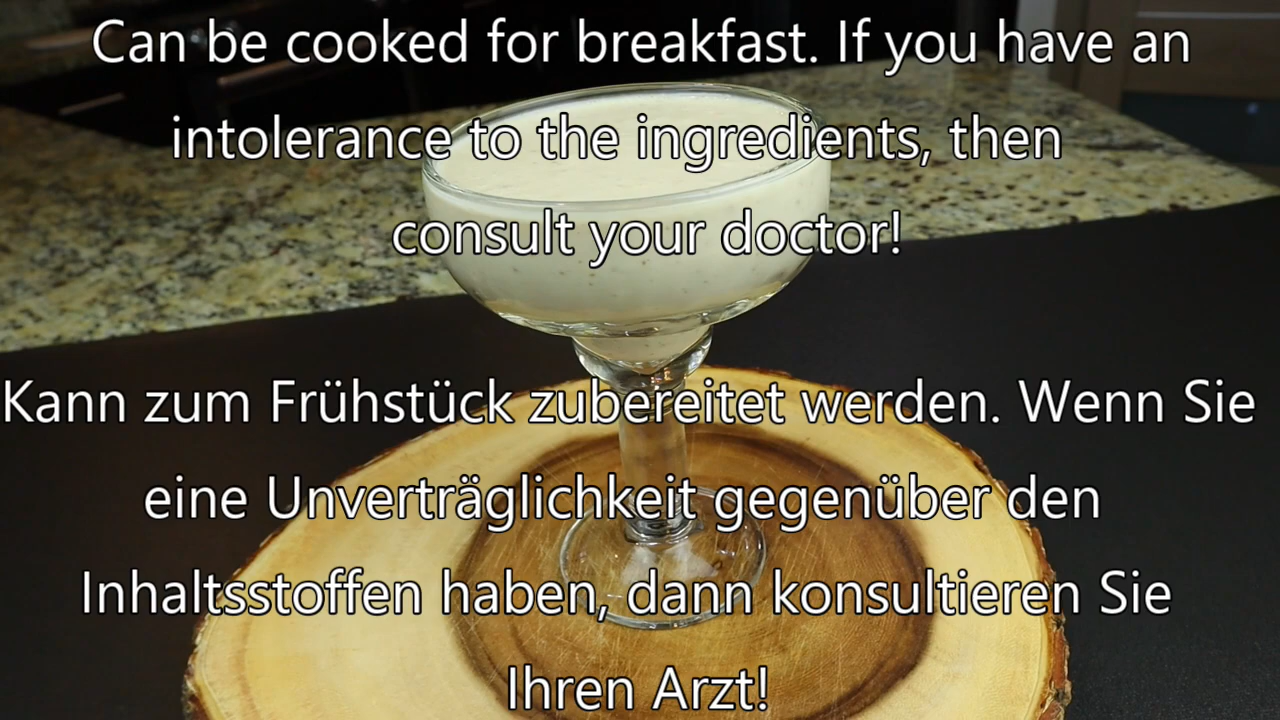 Can be cooked for breakfast. If you have an
intolerance to the ingredients, then
consult your doctor!
Kann zum Frühstück zubereitet werden. Wenn Sie
eine Unverträglichkeit gegenüber den
Inhaltsstoffen haben, dann konsultieren Sie
Ihren Arzt!